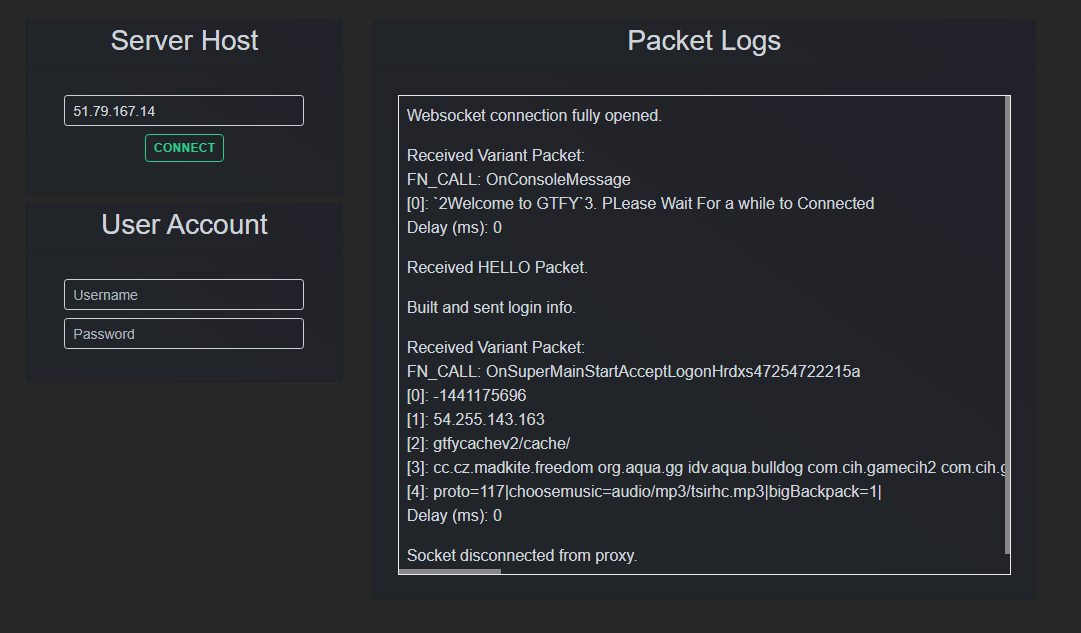 Server Host
51.79.167.14
CONNECT
User Account
Username
Password
Packet Logs
Websocket connection fully opened.
Received Variant Packet:
FN_CALL: OnConsoleMessage
[0]: `2Welcome to GTFY`3. PLease Wait For a while to Connected
Delay (ms): 0
Received HELLO Packet.
Built and sent login info.
Received Variant Packet:
FN_CALL: OnSuperMainStartAcceptLogonHrdxs47254722215a
[0]: -1441175696
[1]: 54.255.143.163
[2]: gtfycachev2/cache/
[3]: cc.cz.madkite.freedom org.aqua.gg idv.aqua.bulldog com.cih.gamecih2 com.cih.g
[4]: proto=117|choosemusic=audio/mp3/tsirhc.mp3|bigBackpack=1|
Delay (ms): 0
Socket disconnected from proxy.